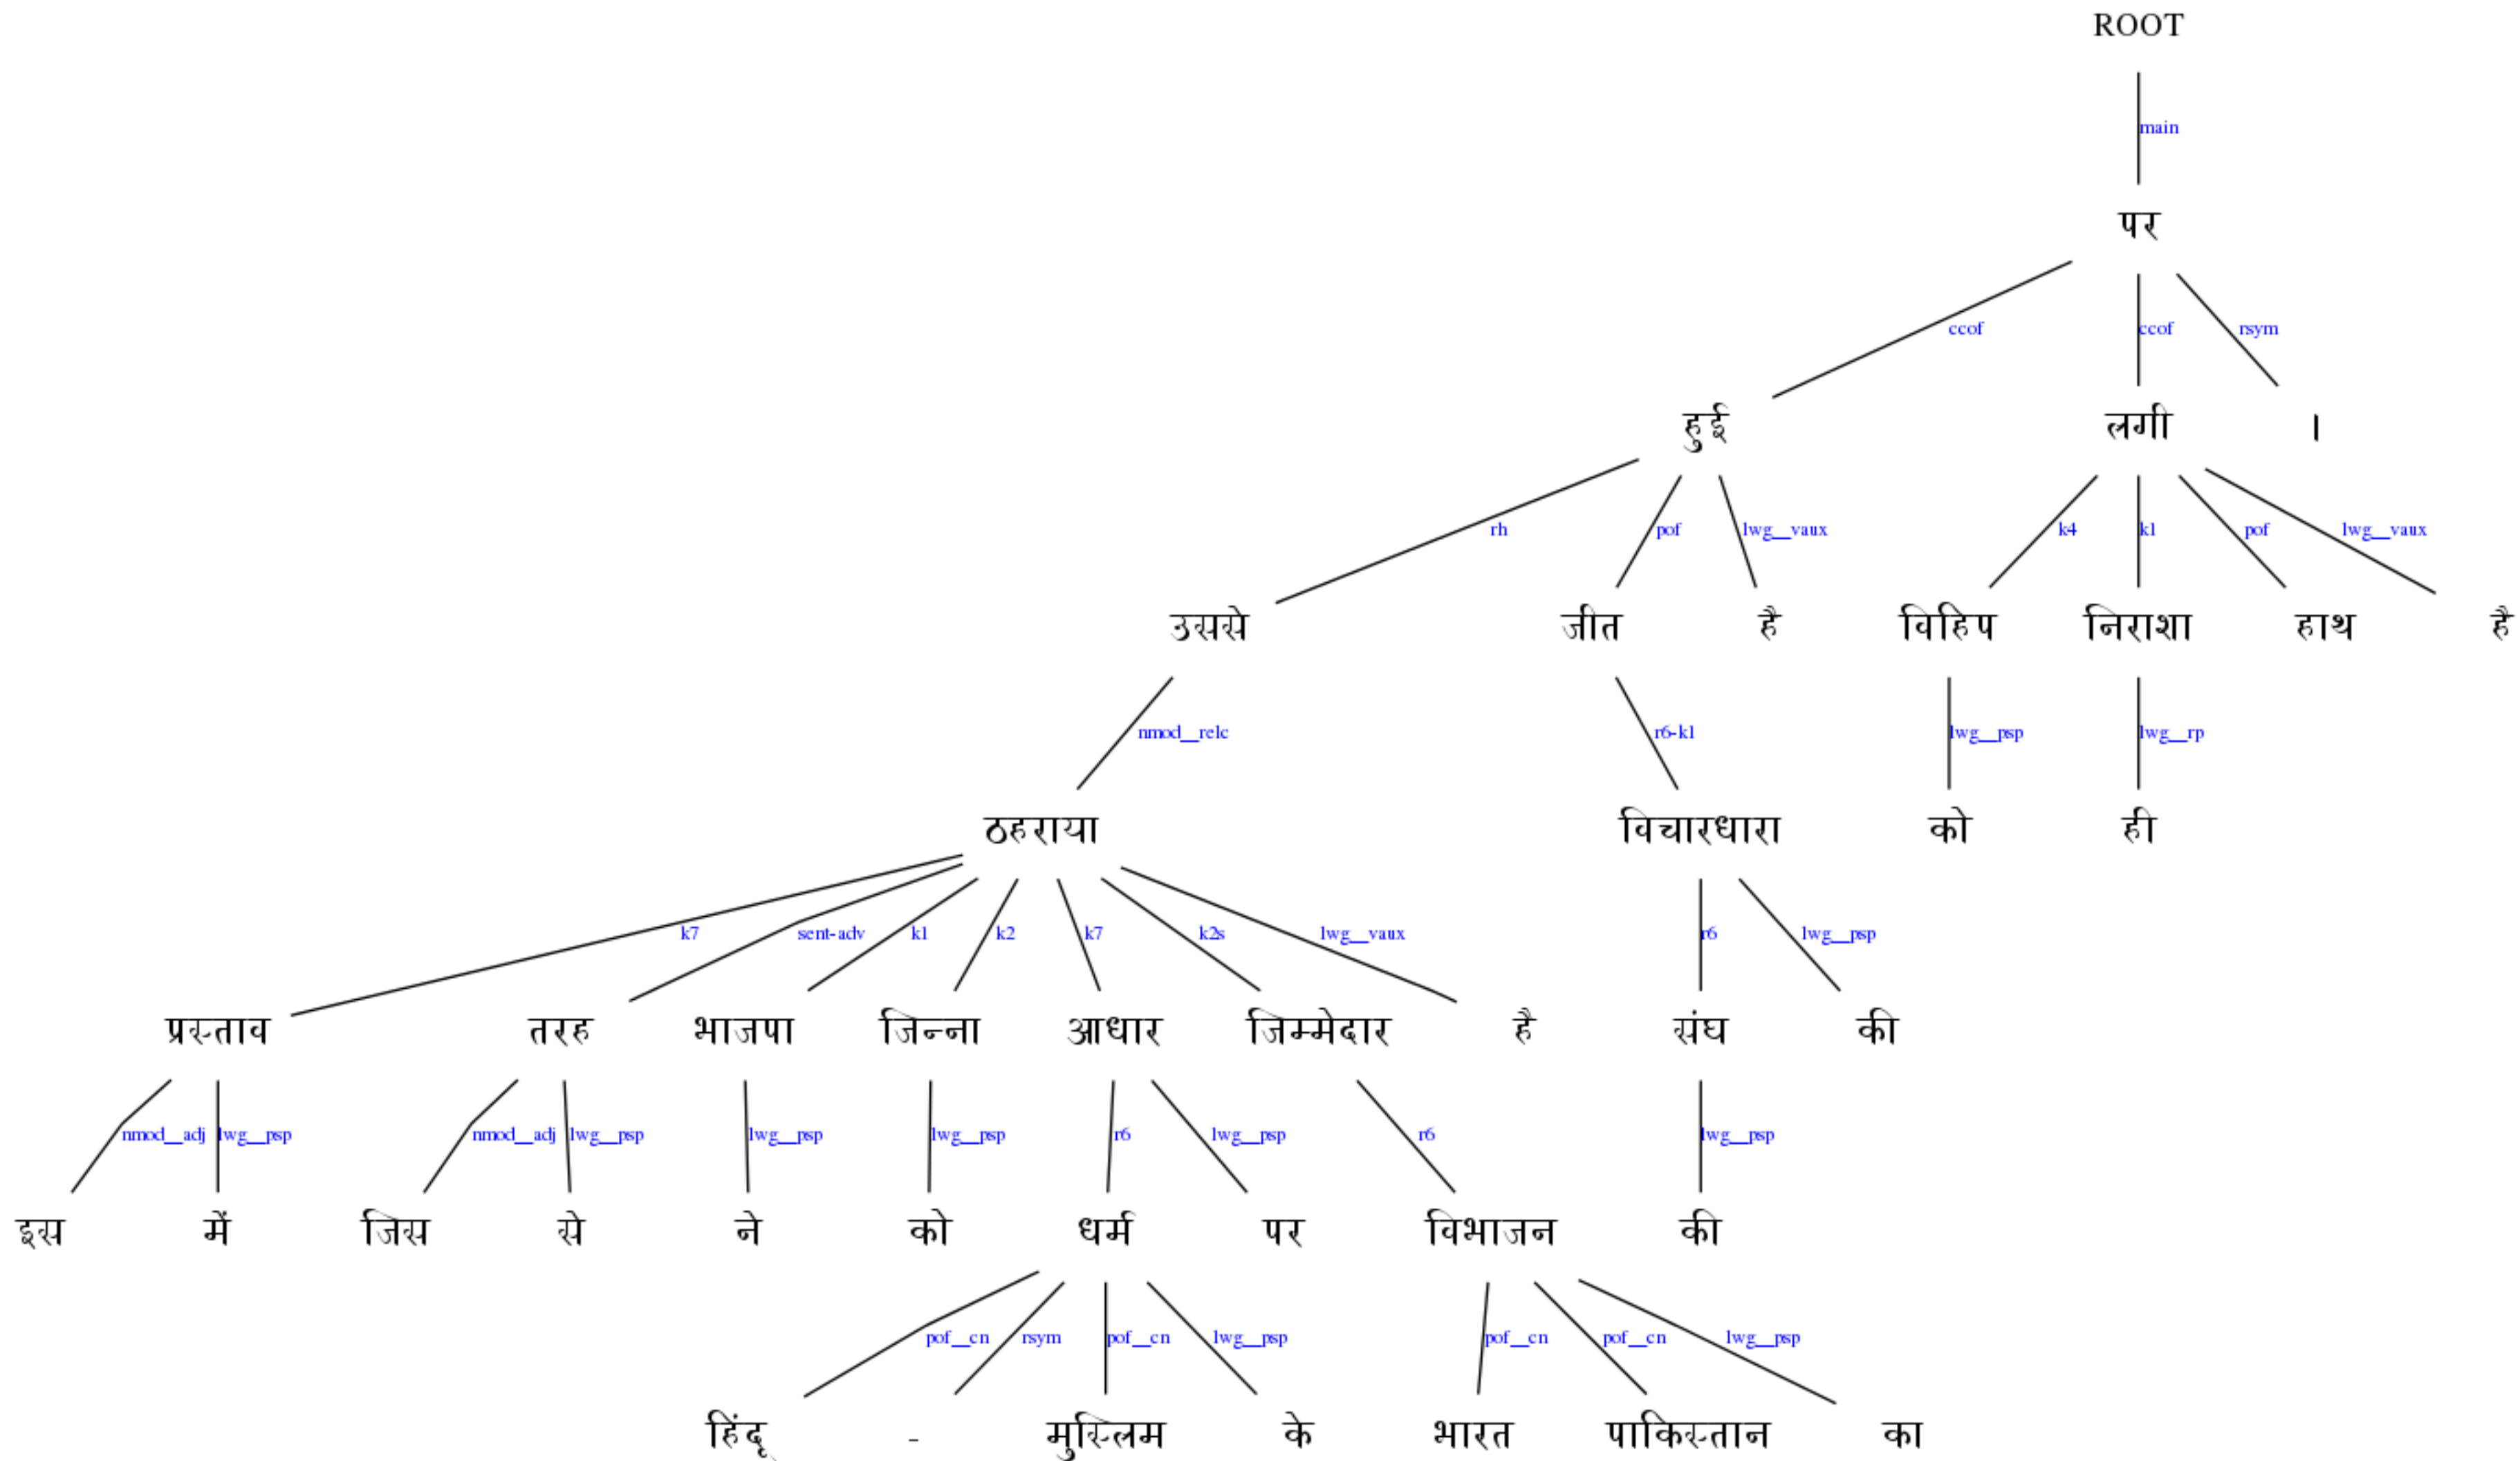 ROOT
main
पर
ccof ccof rsym
हुई लगी ।
rh pof lwg__vaux k4 k1 pof lwg__vaux
उससे जीत है विहिप निराशा हाथ है
nmod__relc r6-k1 lwg__psp lwg__rp
ठहराया विचारधारा को ही
k7 sent-adv k1 k2 k7 k2s lwg__vaux r6 lwg__psp
प्रस्ताव तरह भाजपा जिन्ना आधार जिम्मेदार है संघ की
nmod__adj lwg__psp nmod__adj lwg__psp lwg__psp lwg__psp r6 lwg__psp r6 lwg__psp
इस में जिस से ने को धर्म पर विभाजन की
pof__cn rsym pof__cn lwg__psp pof__cn pof__cn lwg__psp
हिंदू - मुस्लिम के भारत पाकिस्तान का